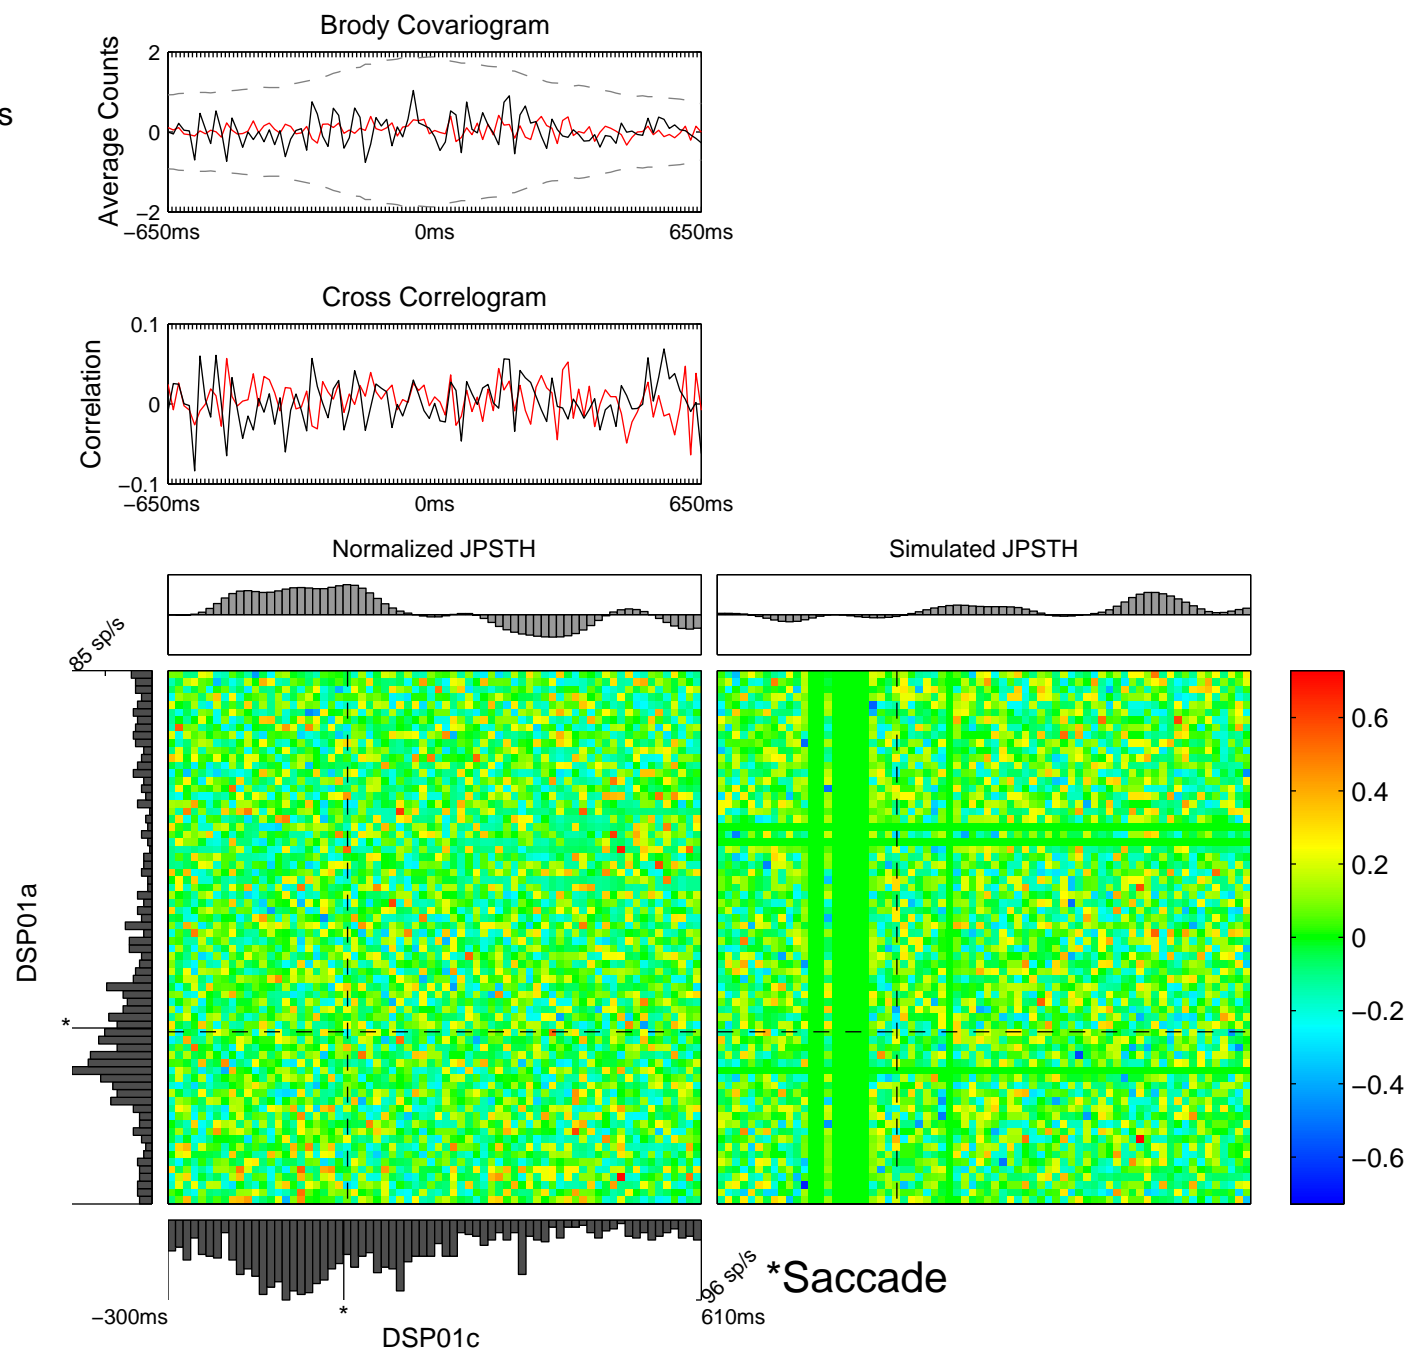 Brody Covariogram
s
Average Counts
2
0
−2
−650ms
0ms
650ms
Cross Correlogram
Correlation
0.1
0
−0.1
−650ms
0ms
650ms
Normalized JPSTH
Simulated JPSTH
85 sp/s
DSP01a
*
0.6
0.4
0.2
0
−0.2
−0.4
−0.6
96 sp/s
*Saccade
*
−300ms
610ms
DSP01c